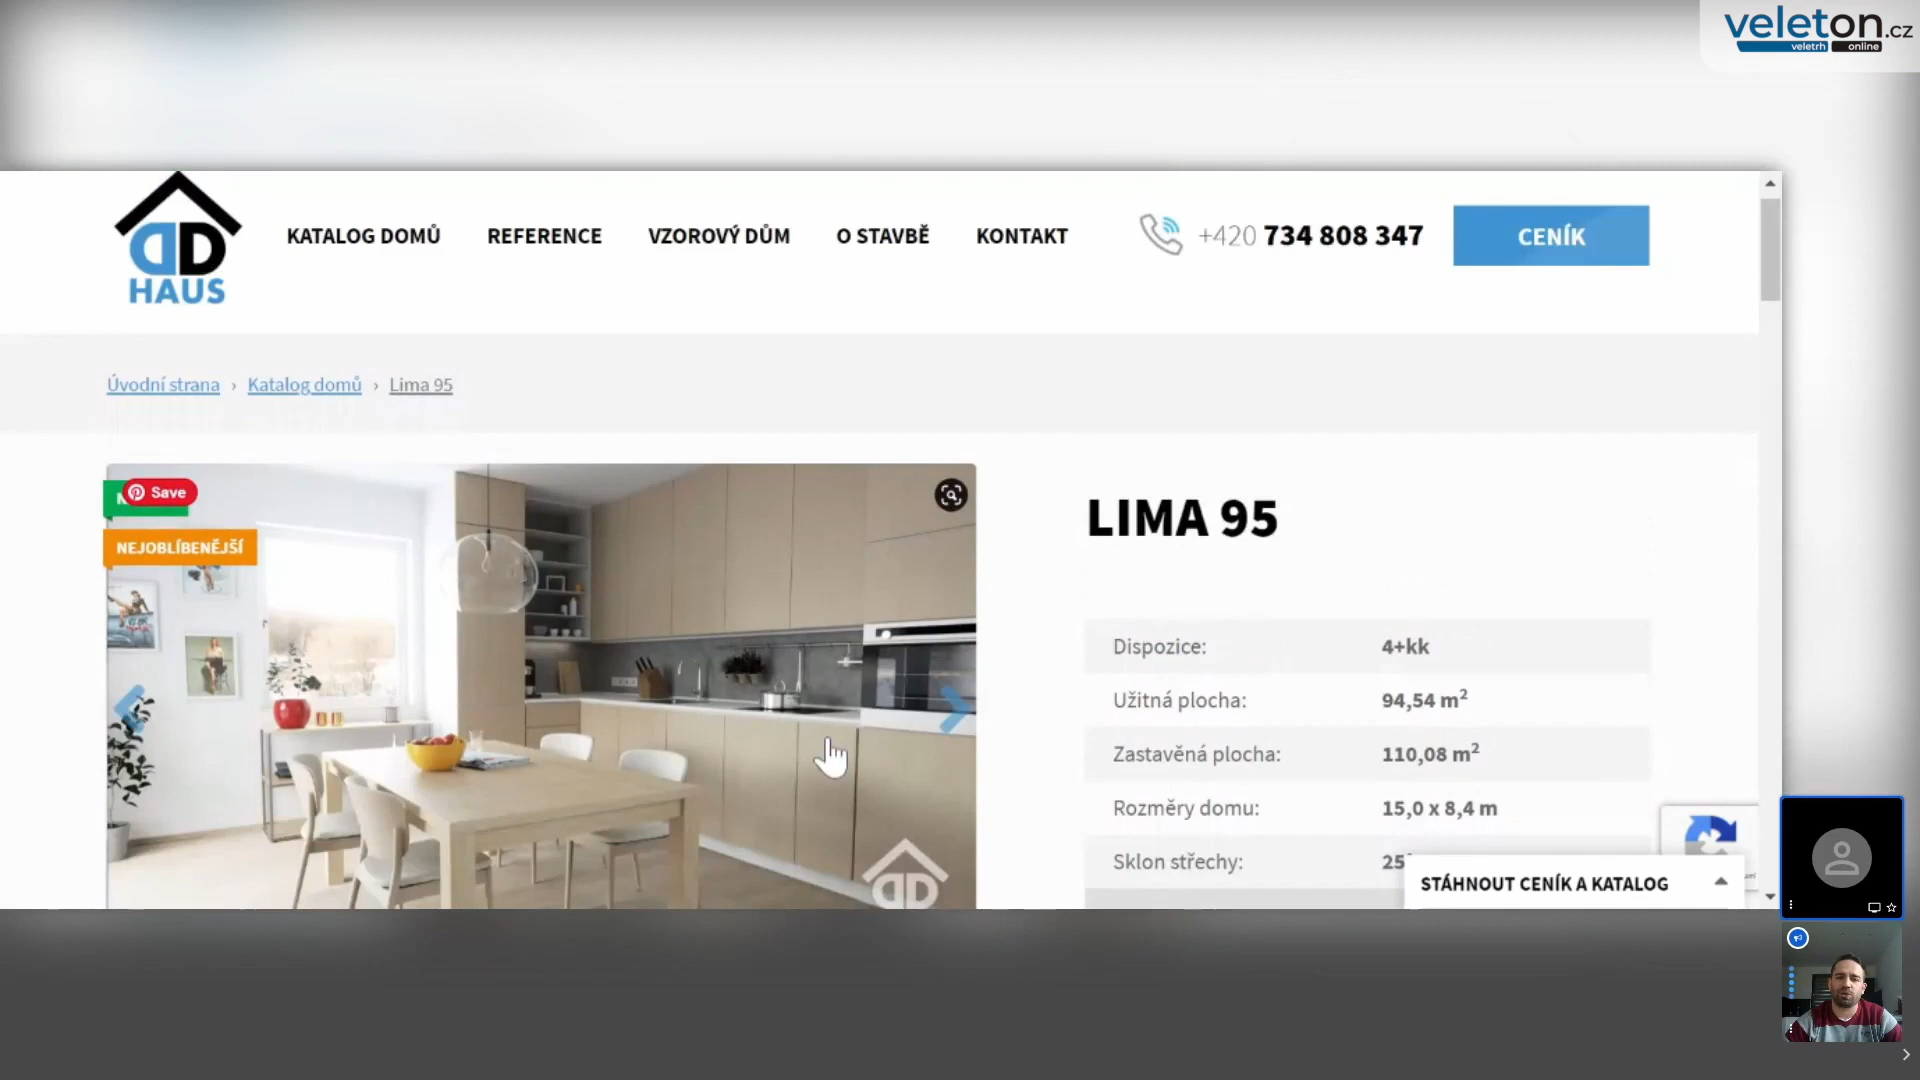 veleton.cz
veletrh online
DD
HAUS
KATALOG DOMŮ
REFERENCE
VZOROVÝ DŮM
O STAVBĚ
KONTAKT
+420 734 808 347
CENÍK
Úvodní strana › Katalog domů › Lima 95
Save
NEJOBLÍBENĚJŠÍ
LIMA 95
Dispozice: 4+kk
Užitná plocha: 94,54 m²
Zastavěná plocha: 110,08 m²
Rozměry domu: 15,0 x 8,4 m
Sklon střechy: 25°
STÁHNOUT CENÍK A KATALOG
DD